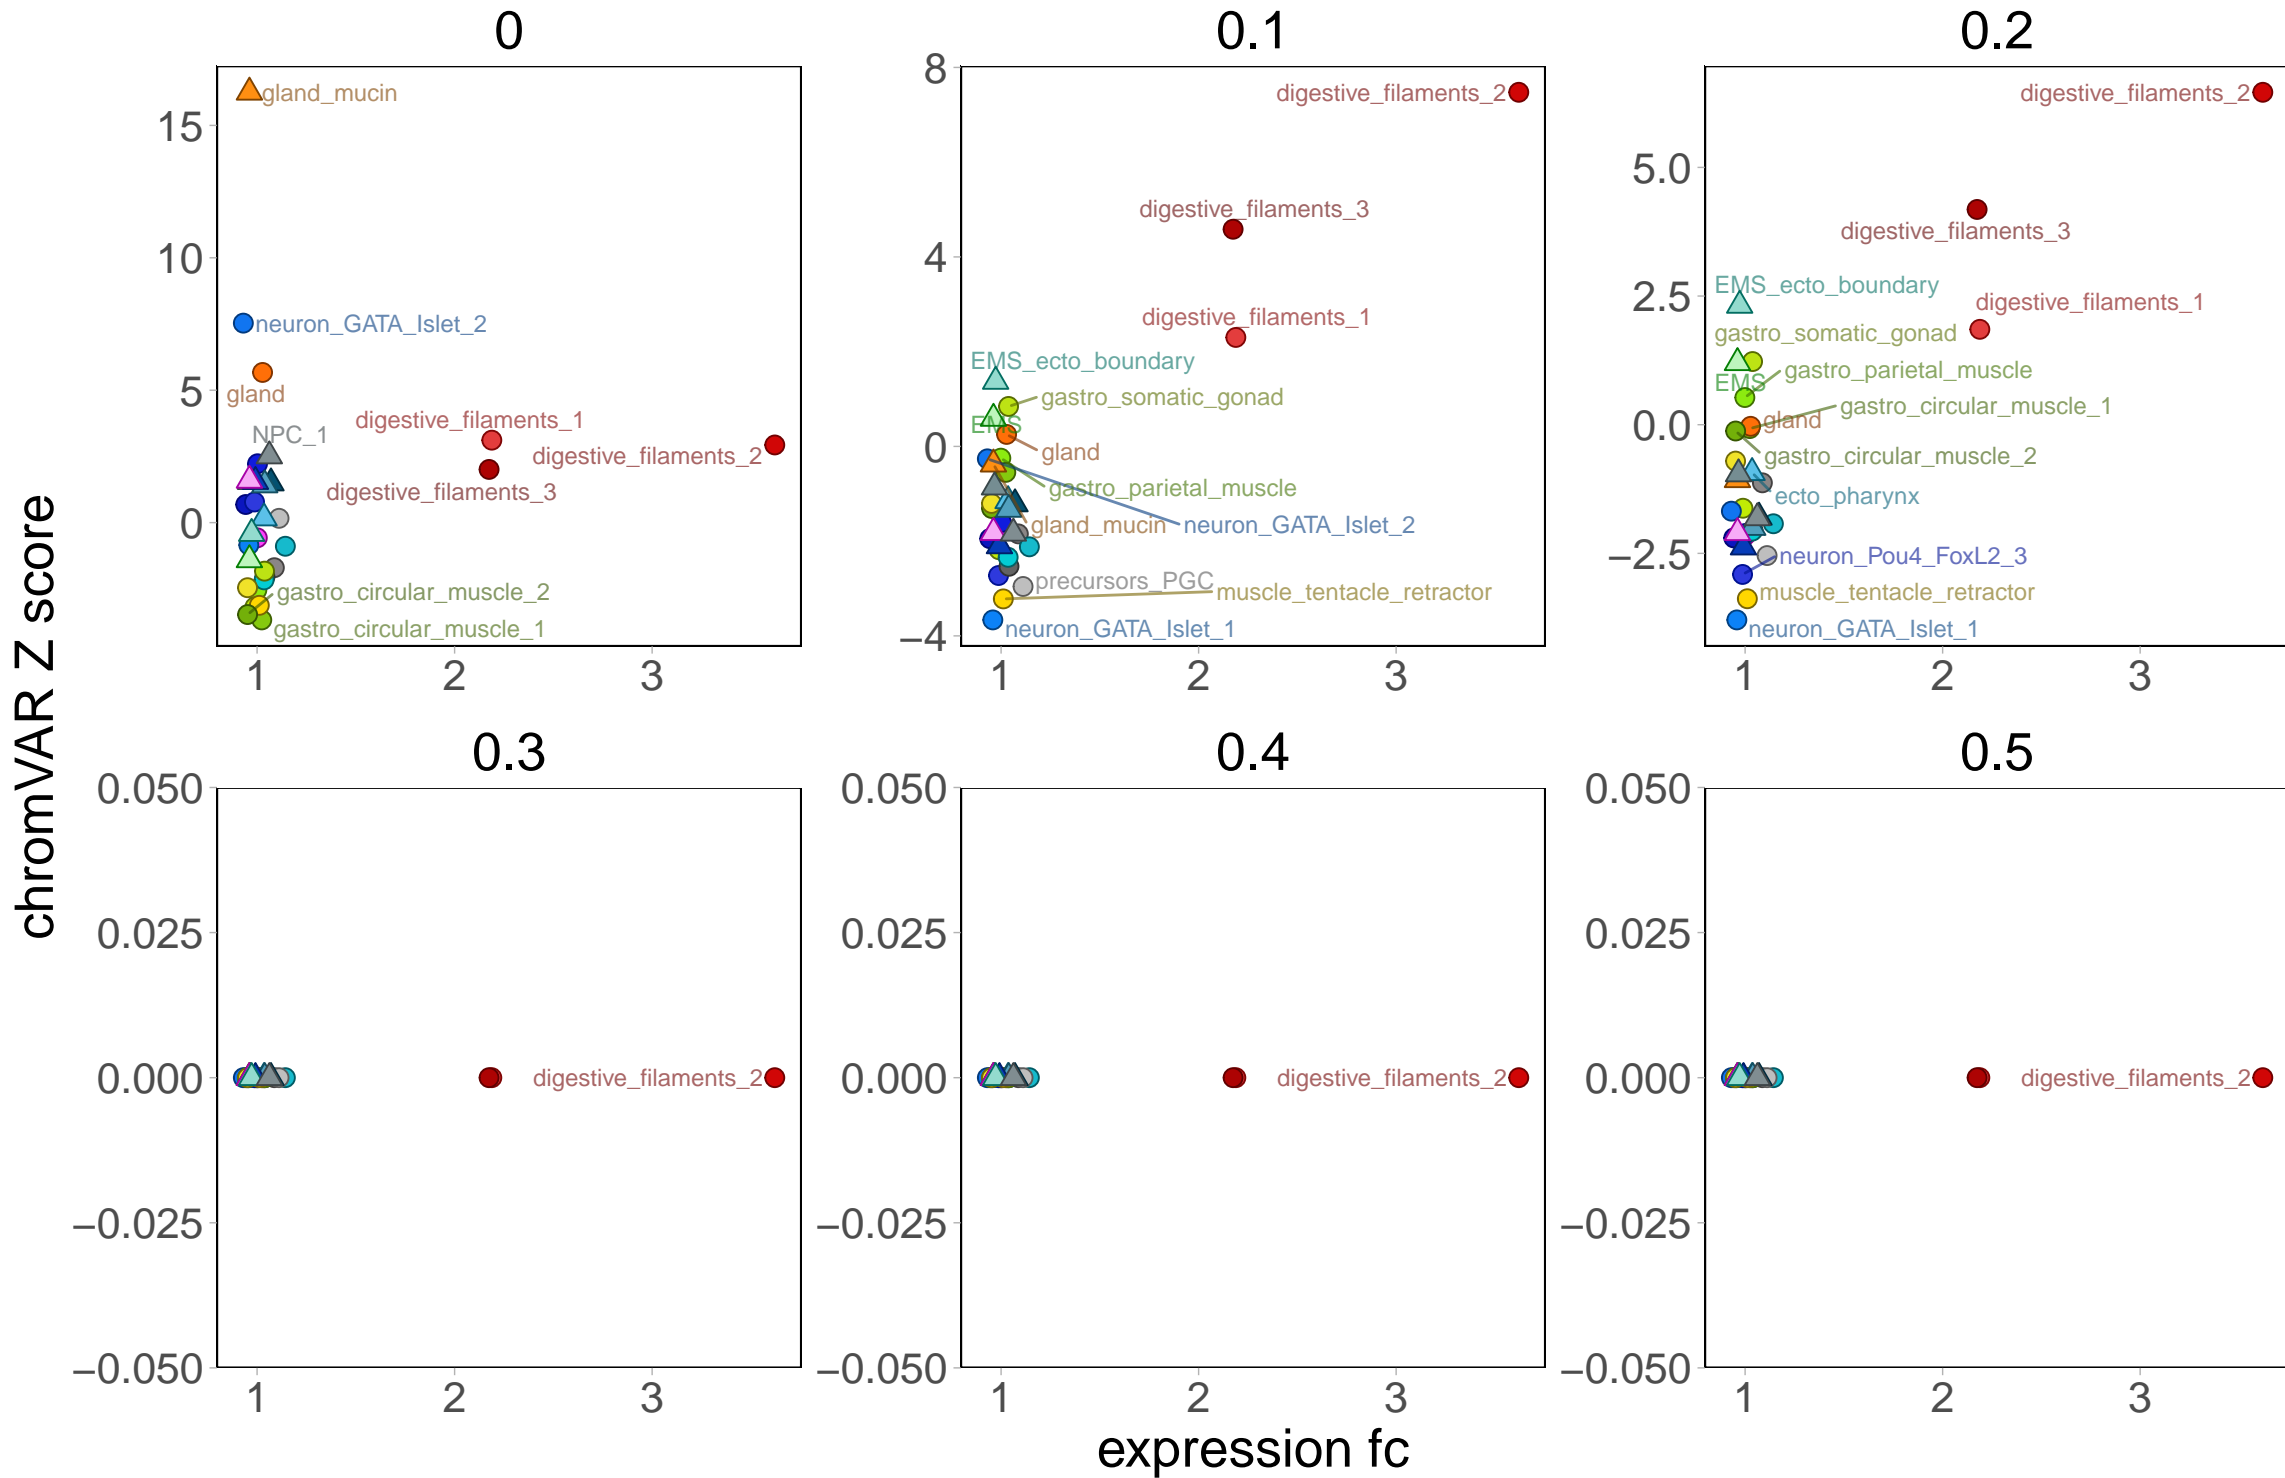 0
0.1
0.2
gland_mucin
15
10
neuron_GATA_Islet_2
5
gland
digestive_filaments_1
NPC_1
digestive_filaments_2
digestive_filaments_3
0
gastro_circular_muscle_2
gastro_circular_muscle_1
1
2
3
8
digestive_filaments_2
digestive_filaments_3
4
digestive_filaments_1
EMS_ecto_boundary
gastro_somatic_gonad
EMS
0
gland
gastro_parietal_muscle
gland_mucin
neuron_GATA_Islet_2
precursors_PGC
muscle_tentacle_retractor
neuron_GATA_Islet_1
−4
1
2
3
digestive_filaments_2
5.0
digestive_filaments_3
EMS_ecto_boundary
2.5
digestive_filaments_1
gastro_somatic_gonad
gastro_parietal_muscle
EMS
gastro_circular_muscle_1
gland
0.0
gastro_circular_muscle_2
ecto_pharynx
−2.5
neuron_Pou4_FoxL2_3
muscle_tentacle_retractor
neuron_GATA_Islet_1
1
2
3
chromVAR Z score
0.3
0.4
0.5
0.050
0.025
0.000
−0.025
−0.050
digestive_filaments_2
1
2
3
0.050
0.025
0.000
−0.025
−0.050
digestive_filaments_2
1
2
3
0.050
0.025
0.000
−0.025
−0.050
digestive_filaments_2
1
2
3
expression fc